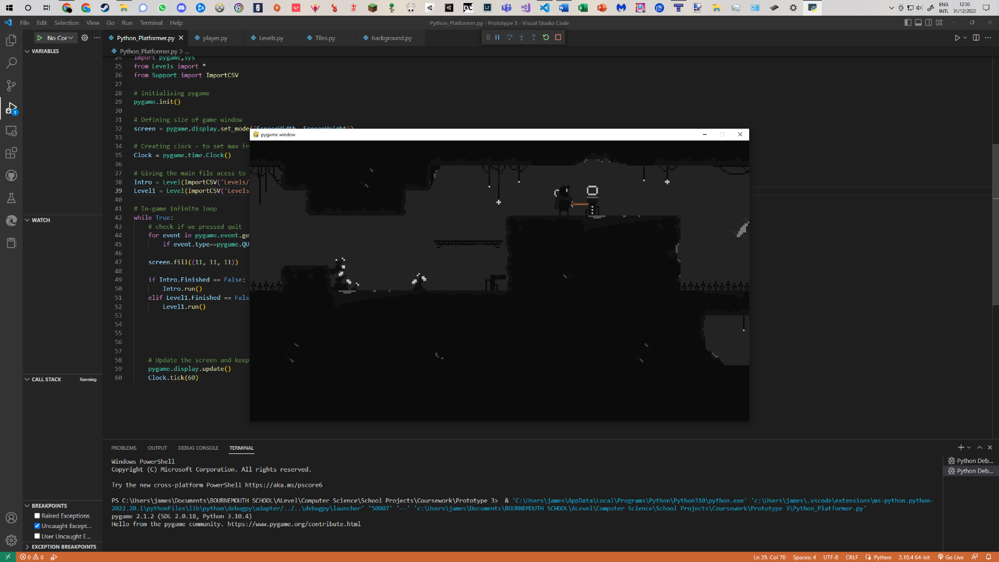 ENG
INTL
12:50
31/12/2022
File Edit Selection View Go Run Terminal Help
Python_Platformer.py - Prototype 3 - Visual Studio Code
No Cor
Python_Platformer.py
player.py
Levels.py
Tiles.py
background.py
Python_Platformer.py > ...
VARIABLES
WATCH
CALL STACK
Running
BREAKPOINTS
Raised Exceptions
Uncaught Except...
User Uncaught E...
EXCEPTION BREAKPOINTS
24 import pygame,sys
25 from Levels import *
26 from Support import ImportCSV
27
28 # Initialising pygame
29 pygame.init()
30
31 # Defining size of game window
32 screen = pygame.display.set_mode((ScreenWidth, ScreenHeight))
33
34 # Creating clock - to set max fr
35 Clock = pygame.time.Clock()
36
37 # Giving the main file acess to
38 Intro = Level(ImportCSV('Levels/
39 Level1 = Level(ImportCSV('Levels
40
41 # In-game infinite loop
42 while True:
43 # check if we pressed quit
44 for event in pygame.event.ge
45 if event.type==pygame.QU
46
47 screen.fill((11, 11, 11))
48
49 if Intro.Finished == False:
50 Intro.run()
51 elif Level1.Finished == Fals
52 Level1.run()
53
54
55
56
57
58 # Update the screen and keep
59 pygame.display.update()
60 Clock.tick(60)
pygame window
PROBLEMS OUTPUT DEBUG CONSOLE TERMINAL
Windows PowerShell
Copyright (C) Microsoft Corporation. All rights reserved.
Try the new cross-platform PowerShell https://aka.ms/pscore6
PS C:\Users\james\Documents\BOURNEMOUTH SCHOOL\ALevel\Computer Science\School Projects\Coursework\Prototype 3> & 'C:\Users\james\AppData\Local\Programs\Python\Python310\python.exe' 'c:\Users\james\.vscode\extensions\ms-python.python-
2022.20.1\pythonFiles\lib\python\debugpy\adapter/../..\debugpy\launcher' '50007' '--' 'c:\Users\james\Documents\BOURNEMOUTH SCHOOL\ALevel\Computer Science\School Projects\Coursework\Prototype 3\Python_Platformer.py'
pygame 2.1.2 (SDL 2.0.18, Python 3.10.4)
Hello from the pygame community. https://www.pygame.org/contribute.html
Python Deb...
Python Deb...
0 0
Ln 39, Col 70 Spaces: 4 UTF-8 CRLF Python 3.10.4 64-bit Go Live